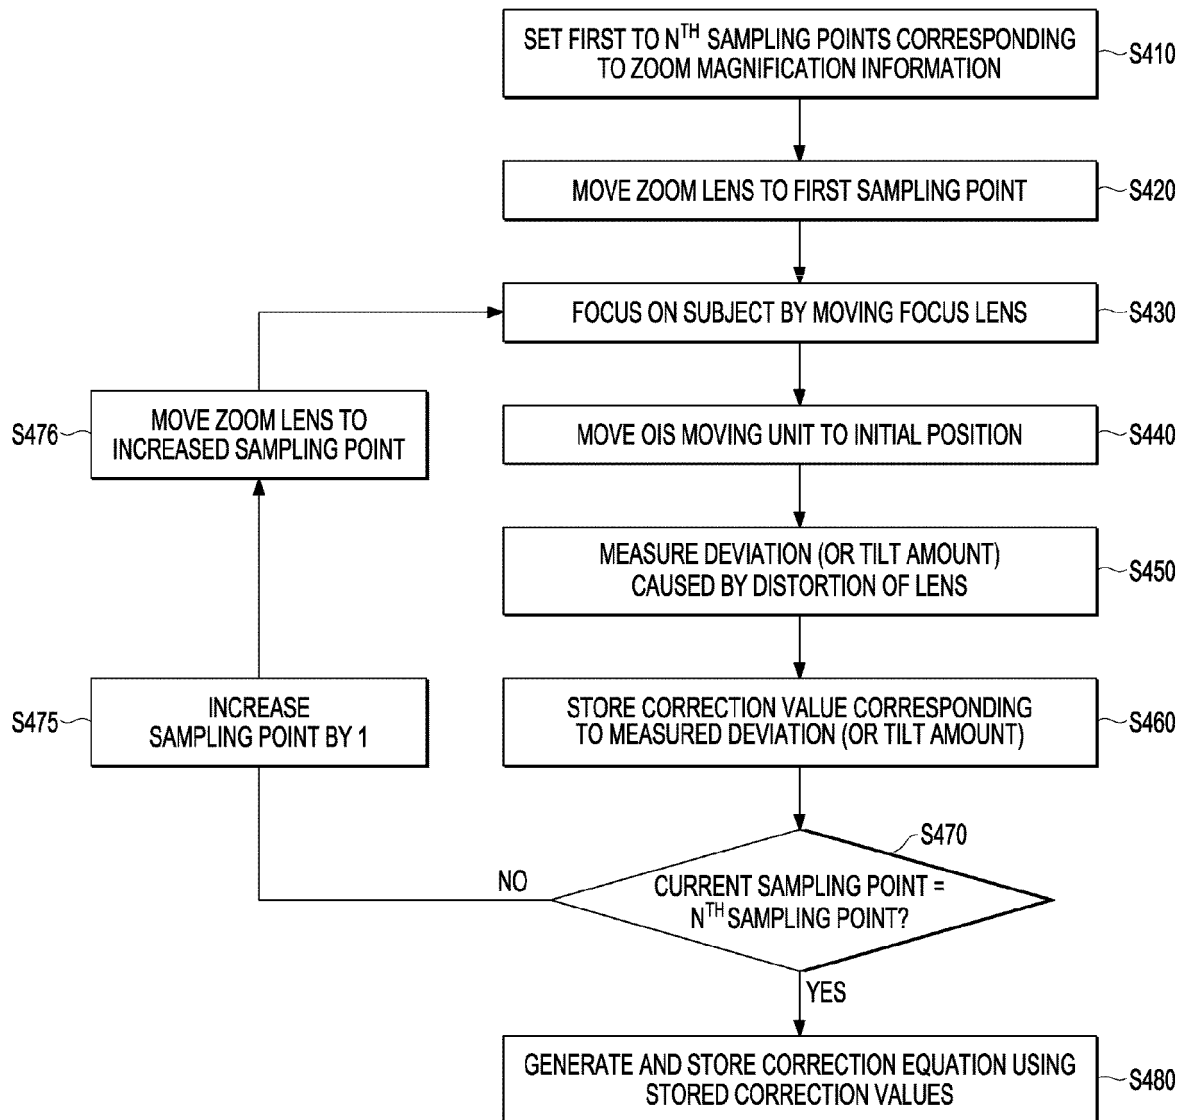 SET FIRST TO N^TH SAMPLING POINTS CORRESPONDING
TO ZOOM MAGNIFICATION INFORMATION
S410
MOVE ZOOM LENS TO FIRST SAMPLING POINT
S420
FOCUS ON SUBJECT BY MOVING FOCUS LENS
S430
S476
MOVE ZOOM LENS TO
INCREASED SAMPLING POINT
MOVE OIS MOVING UNIT TO INITIAL POSITION
S440
MEASURE DEVIATION (OR TILT AMOUNT)
CAUSED BY DISTORTION OF LENS
S450
S475
INCREASE
SAMPLING POINT BY 1
STORE CORRECTION VALUE CORRESPONDING
TO MEASURED DEVIATION (OR TILT AMOUNT)
S460
S470
NO
CURRENT SAMPLING POINT =
N^TH SAMPLING POINT?
YES
GENERATE AND STORE CORRECTION EQUATION USING
STORED CORRECTION VALUES
S480